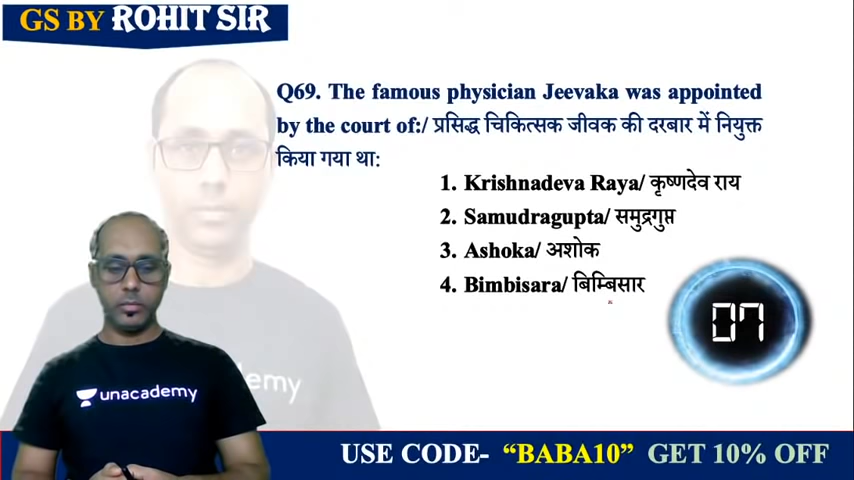 GS BY ROHIT SIR
Q69. The famous physician Jeevaka was appointed
by the court of:/ प्रसिद्ध चिकित्सक जीवक की दरबार में नियुक्त
किया गया था:
1. Krishnadeva Raya/ कृष्णदेव राय
2. Samudragupta/ समुद्रगुप्त
3. Ashoka/ अशोक
4. Bimbisara/ बिम्बिसार
07
emy
unacademy
USE CODE- “BABA10” GET 10% OFF